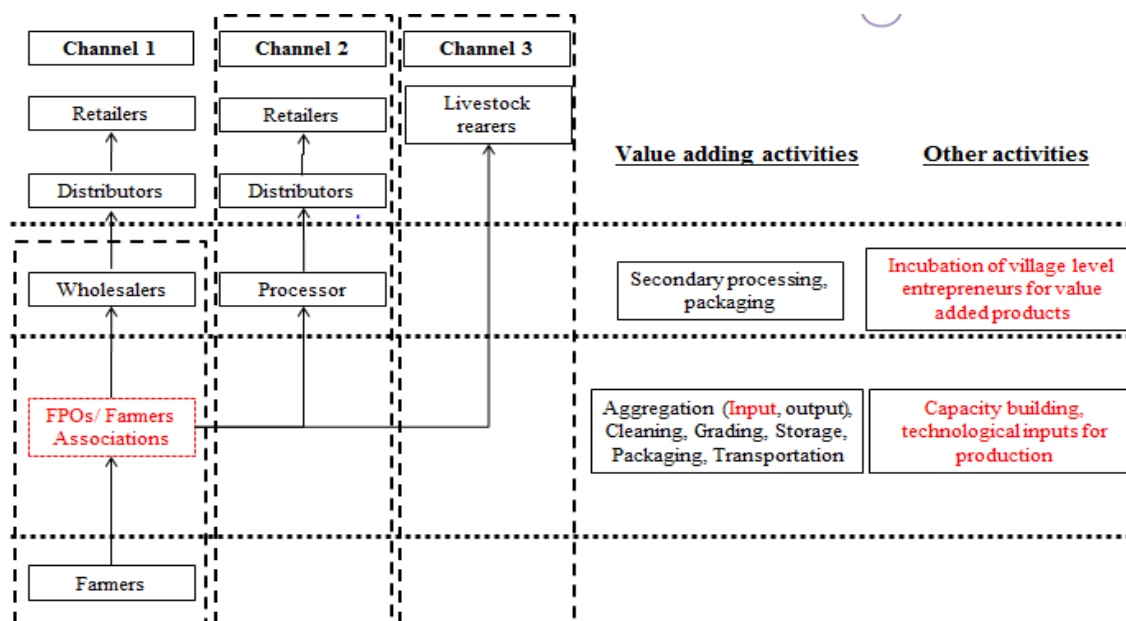 Channel 1
Channel 2
Channel 3
Retailers
Retailers
Livestock
rearers
Value adding activities
Other activities
Distributors
Distributors
Wholesalers
Processor
Secondary processing,
packaging
Incubation of village level
entrepreneurs for value
added products
FPOs/ Farmers
Associations
Aggregation (Input, output),
Cleaning, Grading, Storage,
Packaging, Transportation
Capacity building,
technological inputs for
production
Farmers